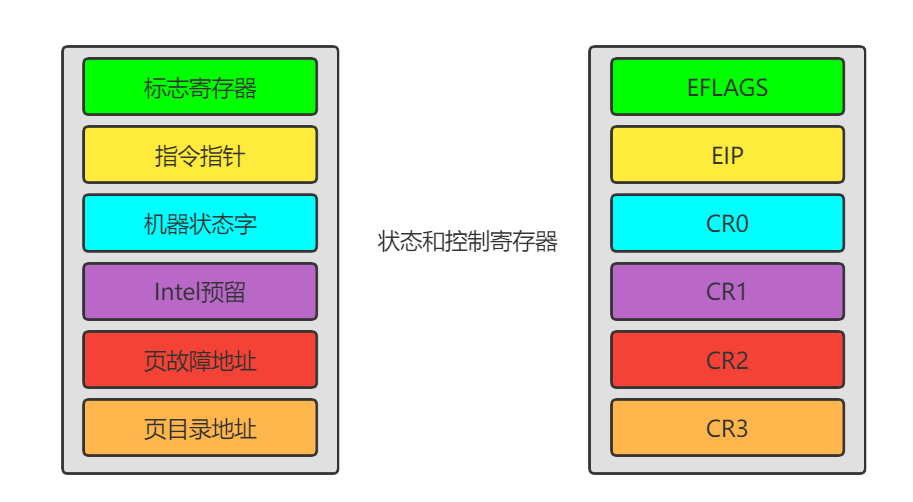 标志寄存器
指令指针
机器状态字
Intel预留
页故障地址
页目录地址
状态和控制寄存器
EFLAGS
EIP
CR0
CR1
CR2
CR3